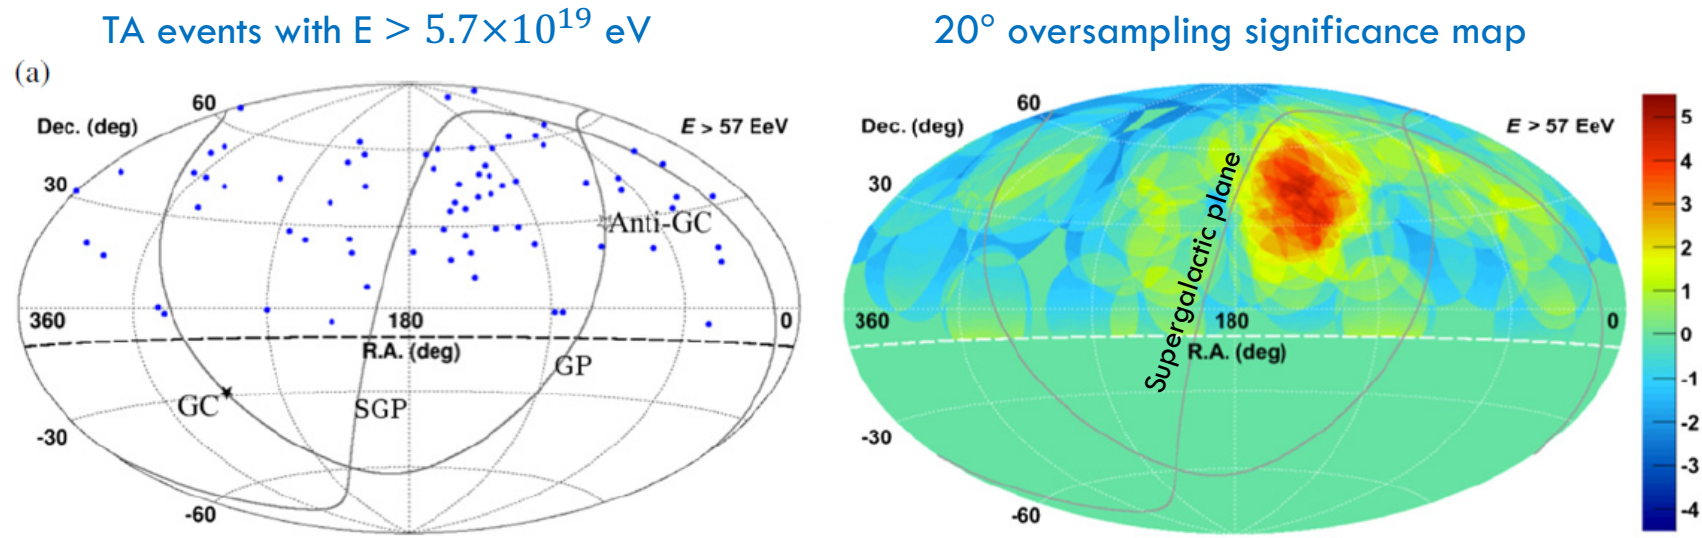 TA events with E > 5.7×10¹⁹ eV
(a)
60
Dec. (deg)
E > 57 EeV
30
Anti-GC
360
180
0
R.A. (deg)
GP
GC
SGP
-30
-60
20° oversampling significance map
60
Dec. (deg)
E > 57 EeV
30
Supergalactic plane
360
180
0
R.A. (deg)
-30
-60
5
4
3
2
1
0
-1
-2
-3
-4